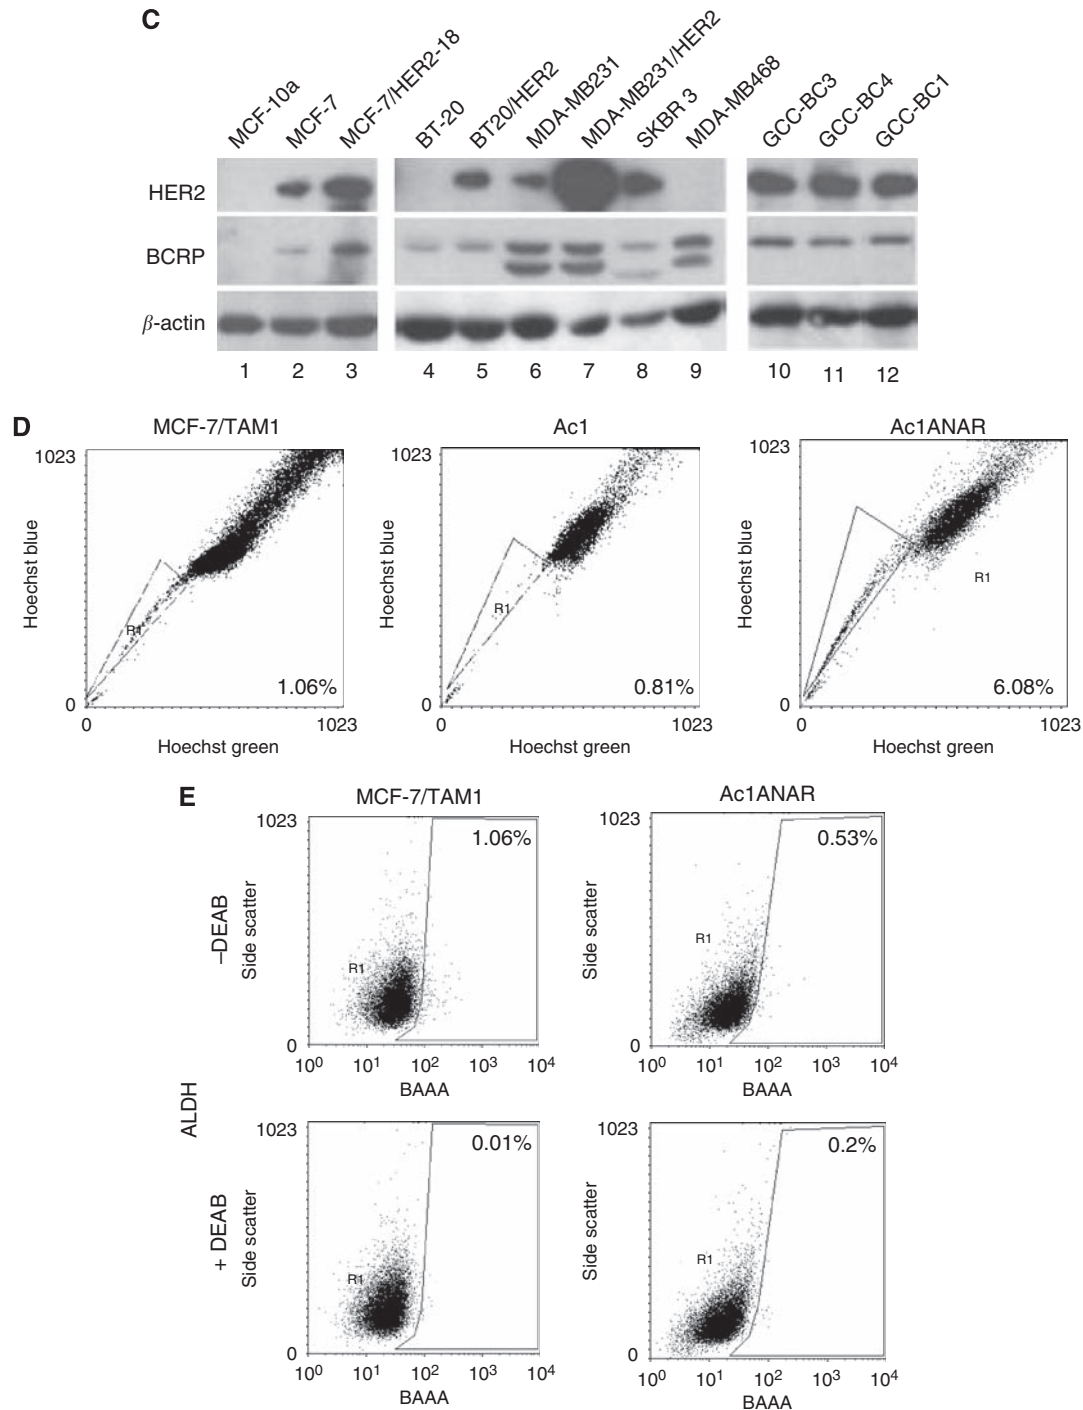 C
MCF-10a
MCF-7
MCF-7/HER2-18
BT-20
BT20/HER2
MDA-MB231
MDA-MB231/HER2
SKBR 3
MDA-MB468
GCC-BC3
GCC-BC4
GCC-BC1
HER2
BCRP
β-actin
1 2 3 4 5 6 7 8 9 10 11 12
D
MCF-7/TAM1
1023
Hoechst blue
R1
1.06%
0
0 1023
Hoechst green
Ac1
1023
Hoechst blue
R1
0.81%
0
0 1023
Hoechst green
Ac1ANAR
1023
Hoechst blue
R1
6.08%
0
0 1023
Hoechst green
E
ALDH
–DEAB
MCF-7/TAM1
1023
Side scatter
1.06%
R1
0
10⁰ 10¹ 10² 10³ 10⁴
BAAA
Ac1ANAR
1023
Side scatter
0.53%
R1
0
10⁰ 10¹ 10² 10³ 10⁴
BAAA
+ DEAB
1023
Side scatter
0.01%
R1
0
10⁰ 10¹ 10² 10³ 10⁴
BAAA
1023
Side scatter
0.2%
R1
0
10⁰ 10¹ 10² 10³ 10⁴
BAAA